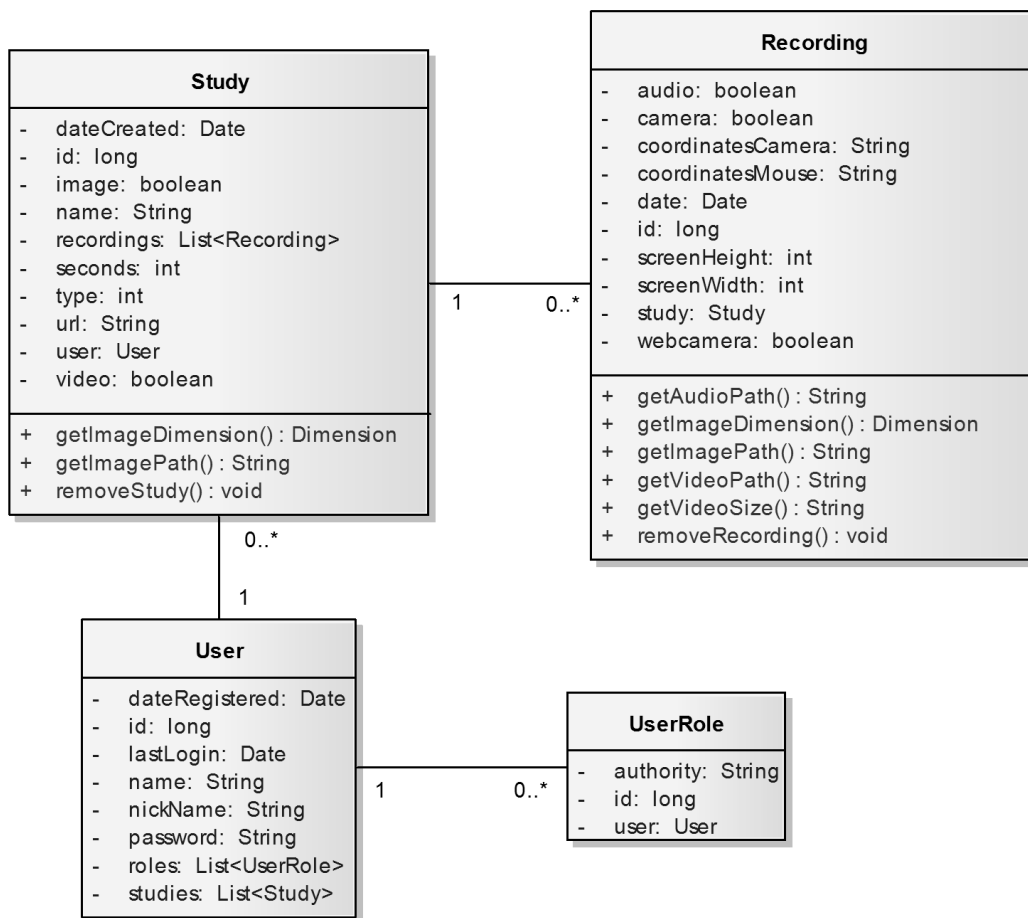 Study
- dateCreated: Date
- id: long
- image: boolean
- name: String
- recordings: List<Recording>
- seconds: int
- type: int
- url: String
- user: User
- video: boolean
+ getImageDimension() : Dimension
+ getImagePath() : String
+ removeStudy() : void
1
0..*
Recording
- audio: boolean
- camera: boolean
- coordinatesCamera: String
- coordinatesMouse: String
- date: Date
- id: long
- screenHeight: int
- screenWidth: int
- study: Study
- webcamera: boolean
+ getAudioPath() : String
+ getImageDimension() : Dimension
+ getImagePath() : String
+ getVideoPath() : String
+ getVideoSize() : String
+ removeRecording() : void
0..*
1
User
- dateRegistered: Date
- id: long
- lastLogin: Date
- name: String
- nickName: String
- password: String
- roles: List<UserRole>
- studies: List<Study>
1
0..*
UserRole
- authority: String
- id: long
- user: User